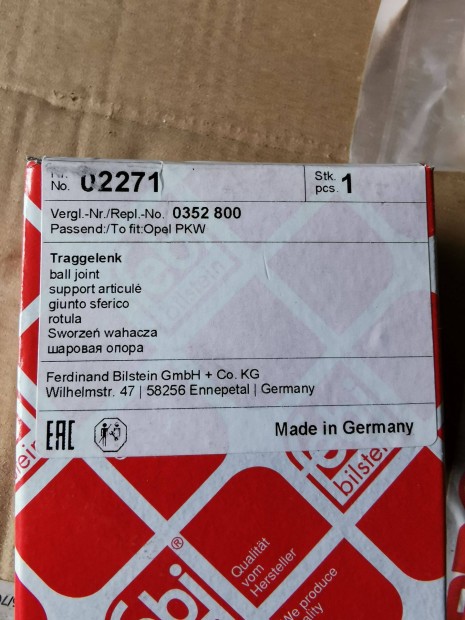 Nr.
No. 02271
Stk.
pcs. 1
Vergl.-Nr./Repl.-No. 0352 800
Passend:/To fit:Opel PKW
Traggelenk
ball joint
support articulé
giunto sferico
rotula
Sworzeń wahacza
шаровая опора
Ferdinand Bilstein GmbH + Co. KG
Wilhelmstr. 47 | 58256 Ennepetal | Germany
EAC
Made in Germany
bilstein
febi
®
Qualität
vom
Hersteller
We produce